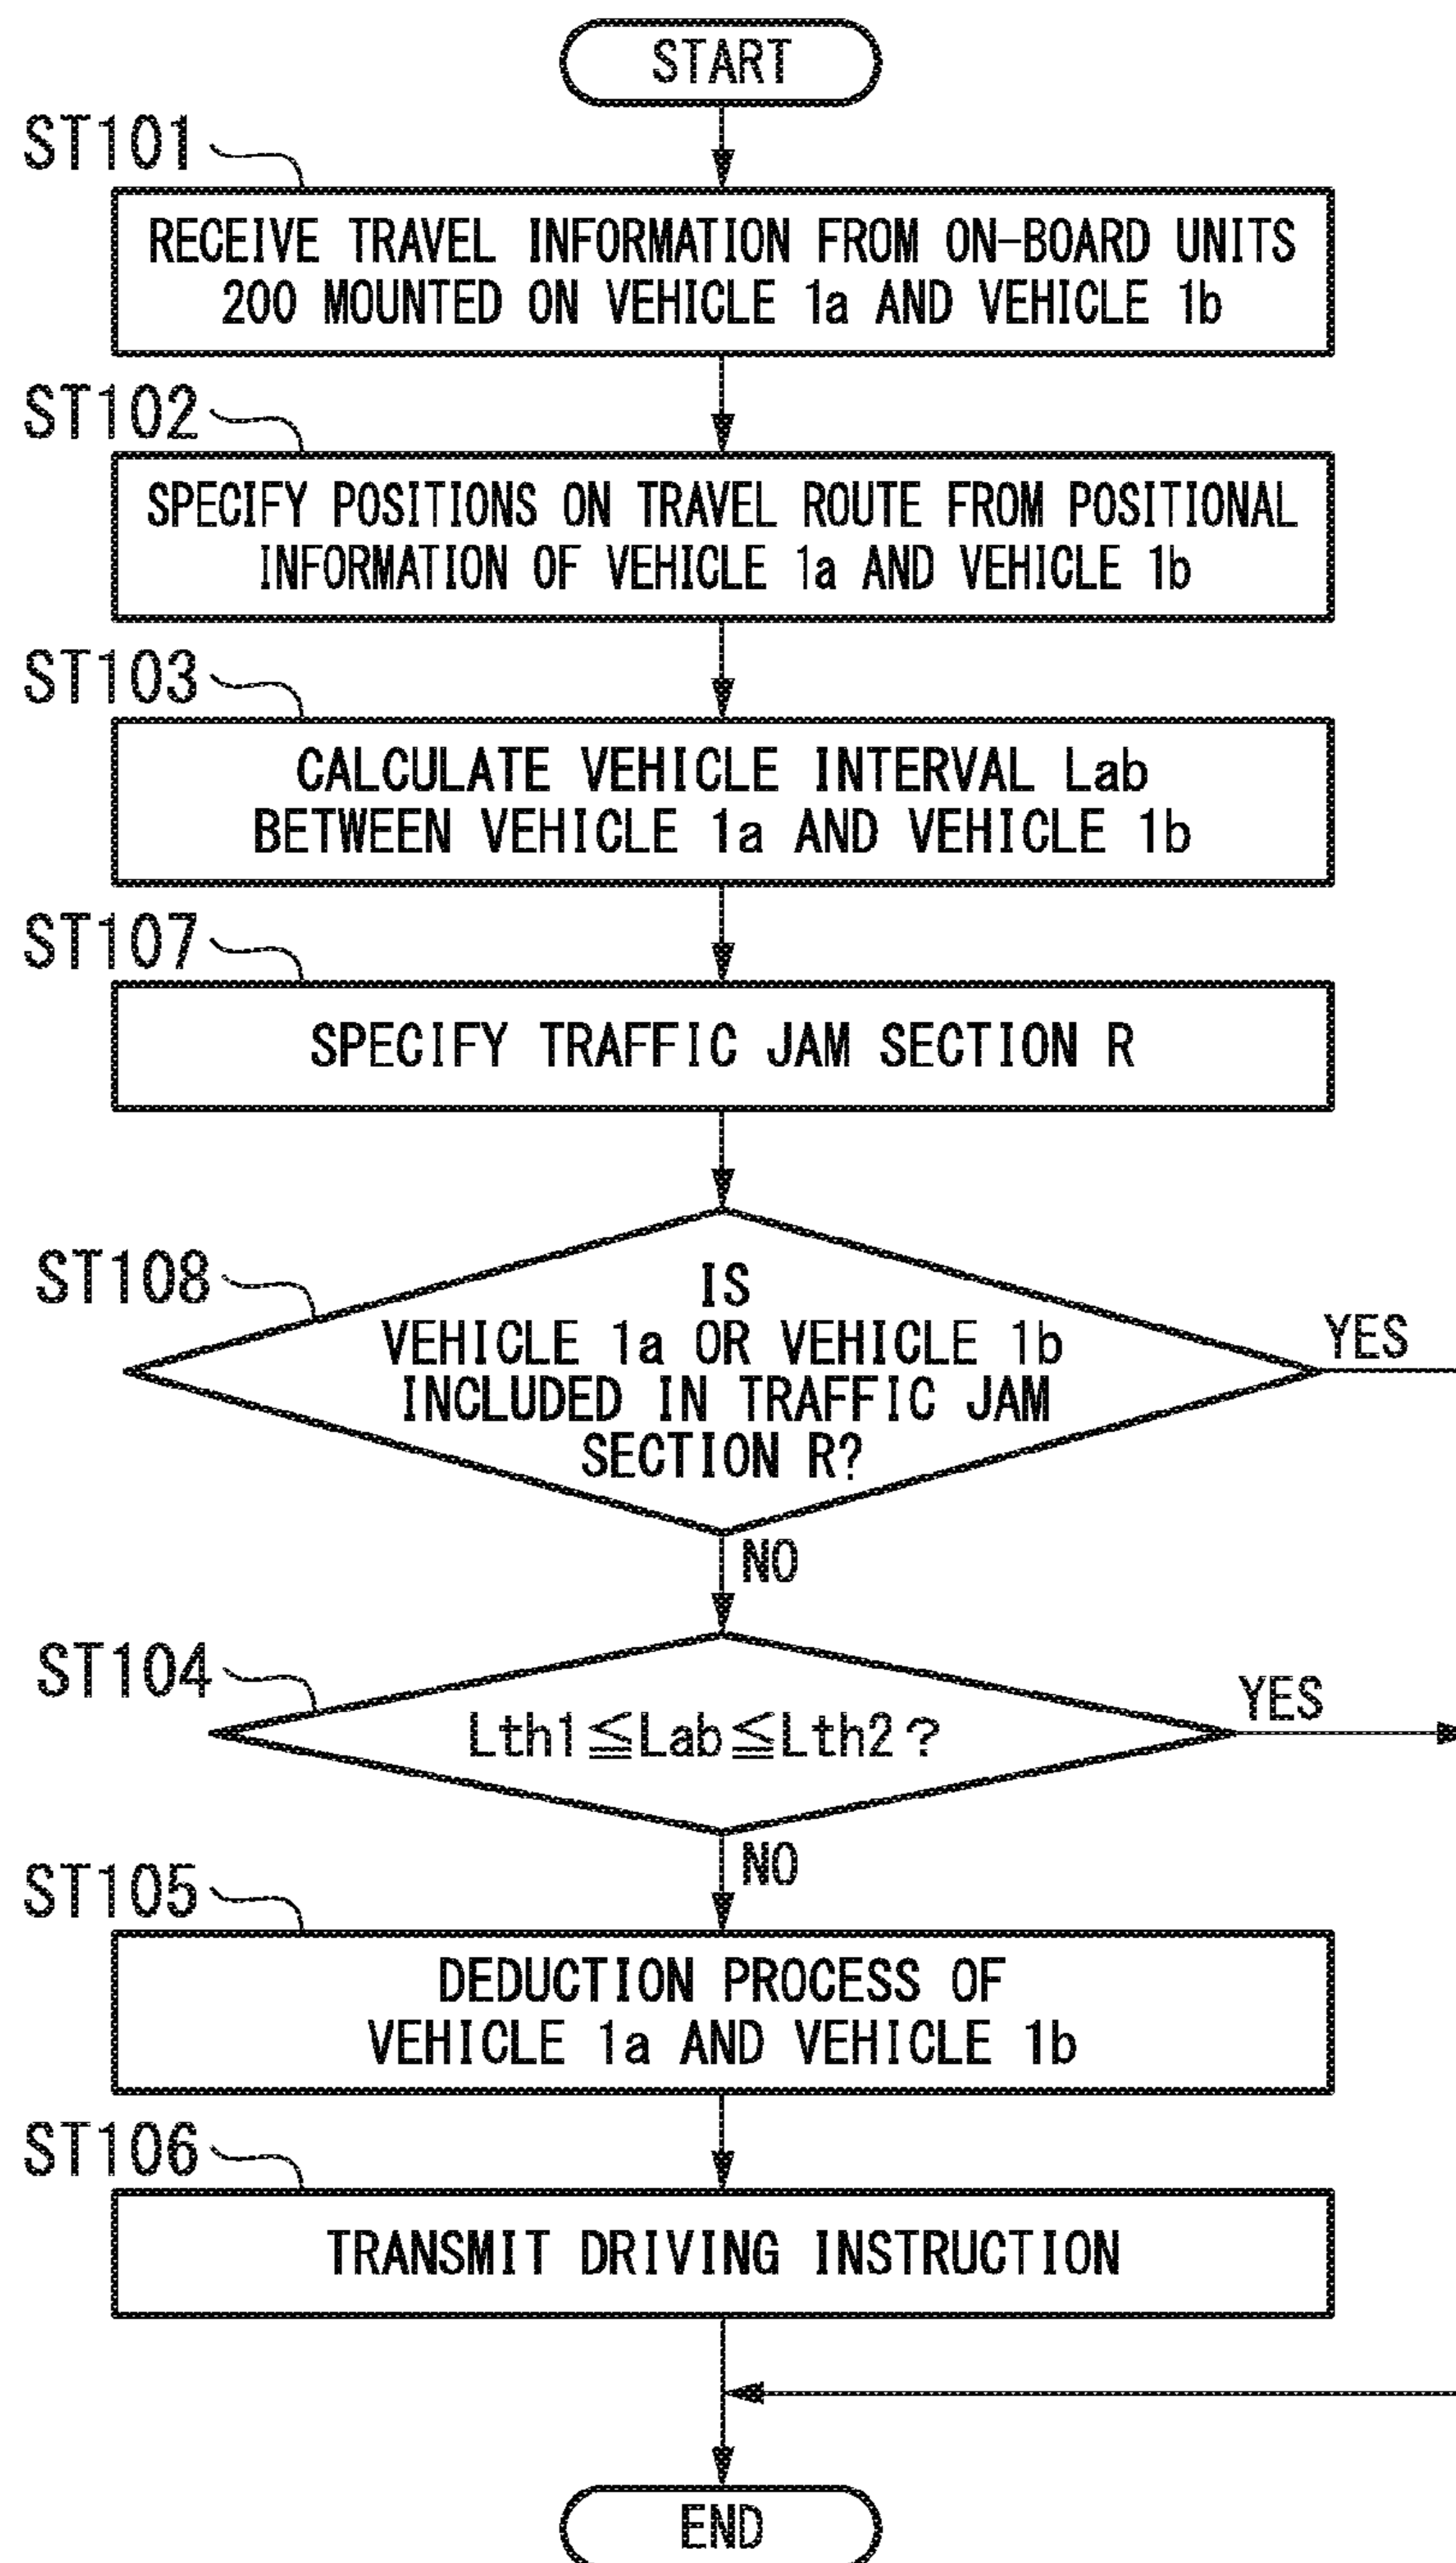 START
ST101
RECEIVE TRAVEL INFORMATION FROM ON-BOARD UNITS
200 MOUNTED ON VEHICLE 1a AND VEHICLE 1b
ST102
SPECIFY POSITIONS ON TRAVEL ROUTE FROM POSITIONAL
INFORMATION OF VEHICLE 1a AND VEHICLE 1b
ST103
CALCULATE VEHICLE INTERVAL Lab
BETWEEN VEHICLE 1a AND VEHICLE 1b
ST107
SPECIFY TRAFFIC JAM SECTION R
ST108
IS
VEHICLE 1a OR VEHICLE 1b
INCLUDED IN TRAFFIC JAM
SECTION R?
YES
NO
ST104
Lth1≦Lab≦Lth2?
YES
NO
ST105
DEDUCTION PROCESS OF
VEHICLE 1a AND VEHICLE 1b
ST106
TRANSMIT DRIVING INSTRUCTION
END